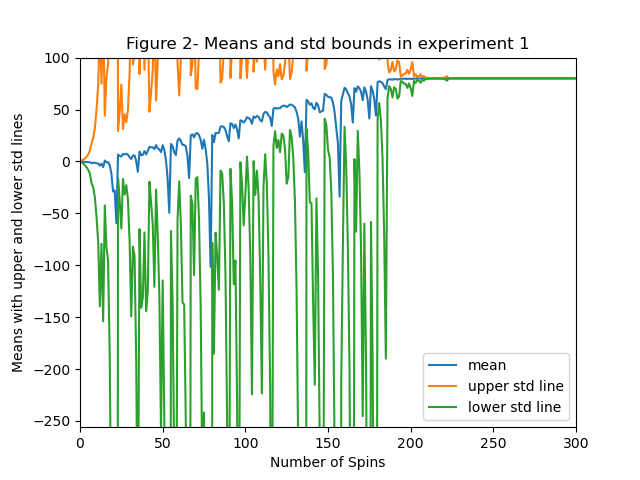 Figure 2- Means and std bounds in experiment 1
Means with upper and lower std lines
100
50
0
−50
−100
−150
−200
−250
0 50 100 150 200 250 300
Number of Spins
mean
upper std line
lower std line